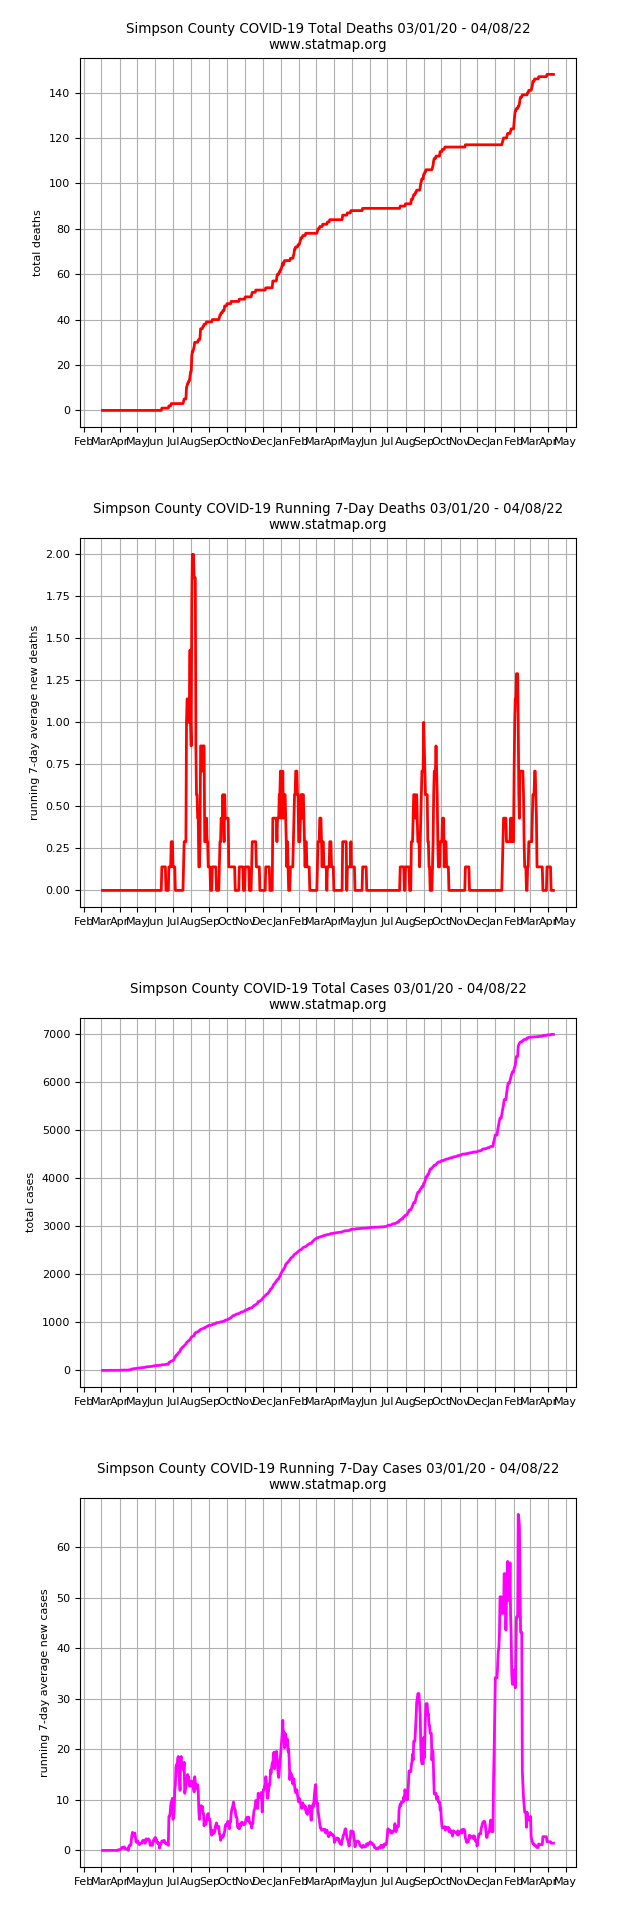 Simpson County COVID-19 Total Deaths 03/01/20 - 04/08/22
www.statmap.org
140
120
100
80
60
40
20
0
total deaths
Feb Mar Apr May Jun Jul Aug Sep Oct Nov Dec Jan Feb Mar Apr May Jun Jul Aug Sep Oct Nov Dec Jan Feb Mar Apr May
Simpson County COVID-19 Running 7-Day Deaths 03/01/20 - 04/08/22
www.statmap.org
2.00
1.75
1.50
1.25
1.00
0.75
0.50
0.25
0.00
running 7-day average new deaths
Feb Mar Apr May Jun Jul Aug Sep Oct Nov Dec Jan Feb Mar Apr May Jun Jul Aug Sep Oct Nov Dec Jan Feb Mar Apr May
Simpson County COVID-19 Total Cases 03/01/20 - 04/08/22
www.statmap.org
7000
6000
5000
4000
3000
2000
1000
0
total cases
Feb Mar Apr May Jun Jul Aug Sep Oct Nov Dec Jan Feb Mar Apr May Jun Jul Aug Sep Oct Nov Dec Jan Feb Mar Apr May
Simpson County COVID-19 Running 7-Day Cases 03/01/20 - 04/08/22
www.statmap.org
60
50
40
30
20
10
0
running 7-day average new cases
Feb Mar Apr May Jun Jul Aug Sep Oct Nov Dec Jan Feb Mar Apr May Jun Jul Aug Sep Oct Nov Dec Jan Feb Mar Apr May